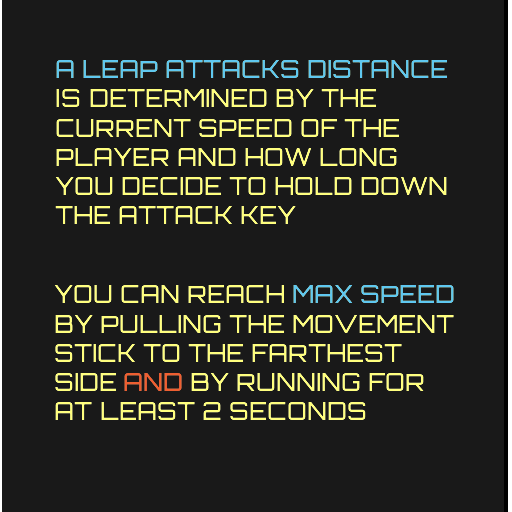 A LEAP ATTACKS DISTANCE
IS DETERMINED BY THE
CURRENT SPEED OF THE
PLAYER AND HOW LONG
YOU DECIDE TO HOLD DOWN
THE ATTACK KEY
YOU CAN REACH MAX SPEED
BY PULLING THE MOVEMENT
STICK TO THE FARTHEST
SIDE AND BY RUNNING FOR
AT LEAST 2 SECONDS